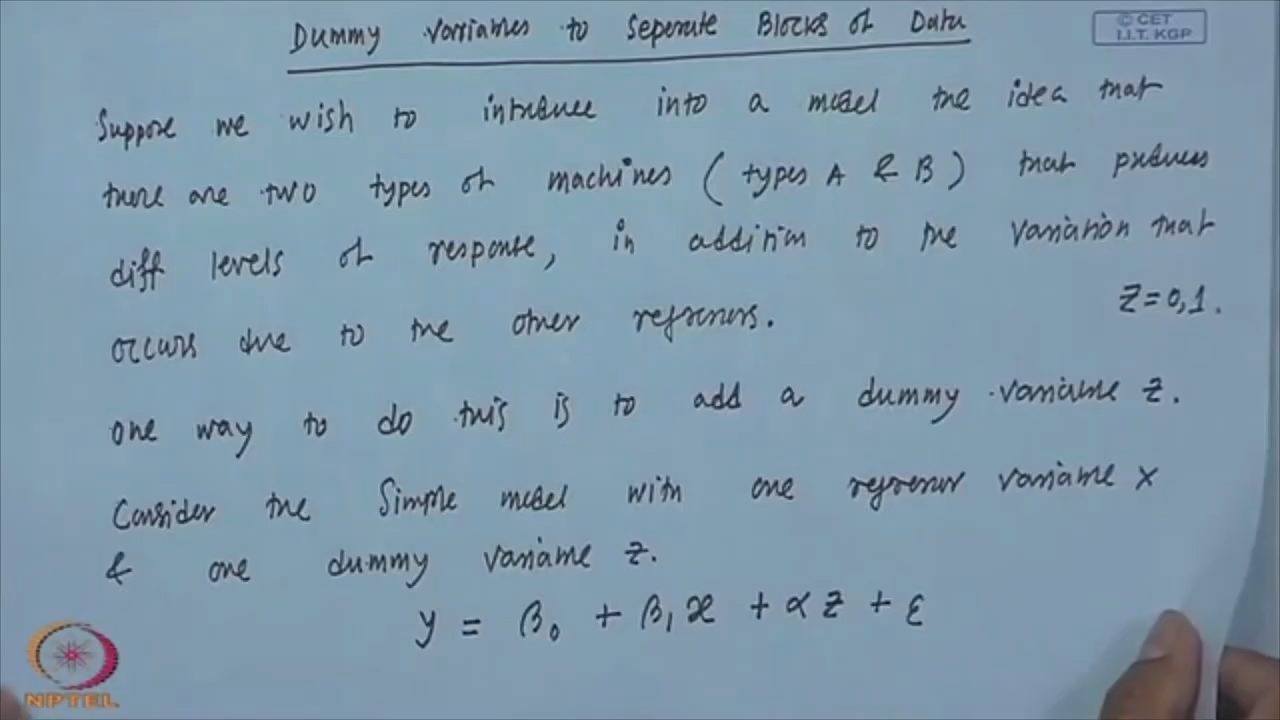 Dummy variables to Seperate Blocks of Data
© CET
I.I.T. KGP
Suppose we wish to introduce into a model the idea that
there are two types of machines ( types A & B ) that produces
diff levels of response, in addition to the variation that
occurs due to the other regressors.
Z = 0, 1.
one way to do this is to add a dummy variable Z.
Consider the Simple model with one regressor variable x
& one dummy variable z.
y = β₀ + β₁x + αz + ε
NPTEL